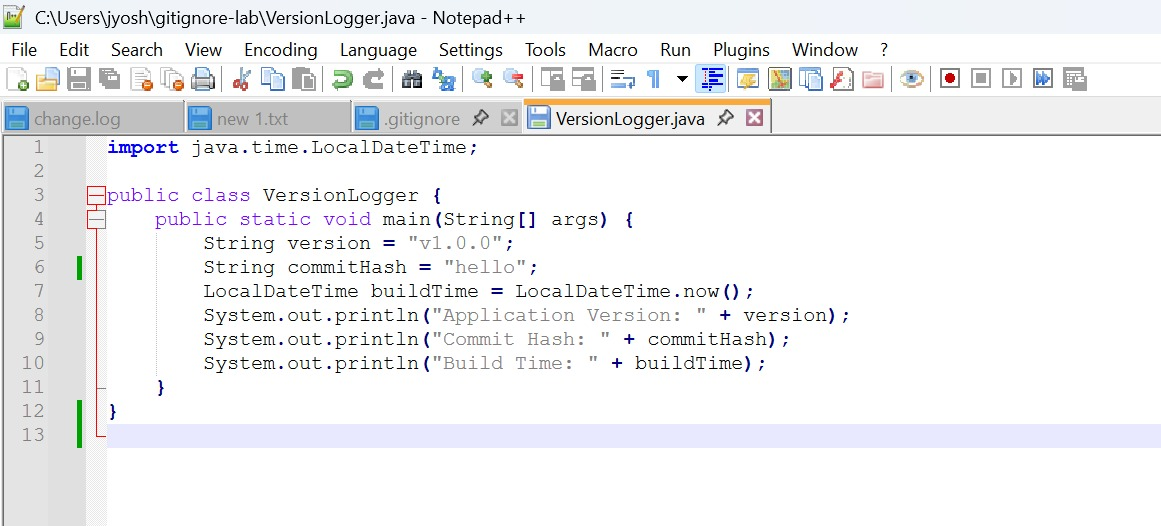 C:\Users\jyosh\gitignore-lab\VersionLogger.java - Notepad++
File Edit Search View Encoding Language Settings Tools Macro Run Plugins Window ?
change.log new 1.txt .gitignore VersionLogger.java
1 import java.time.LocalDateTime;
2
3 public class VersionLogger {
4     public static void main(String[] args) {
5         String version = "v1.0.0";
6         String commitHash = "hello";
7         LocalDateTime buildTime = LocalDateTime.now();
8         System.out.println("Application Version: " + version);
9         System.out.println("Commit Hash: " + commitHash);
10         System.out.println("Build Time: " + buildTime);
11     }
12 }
13